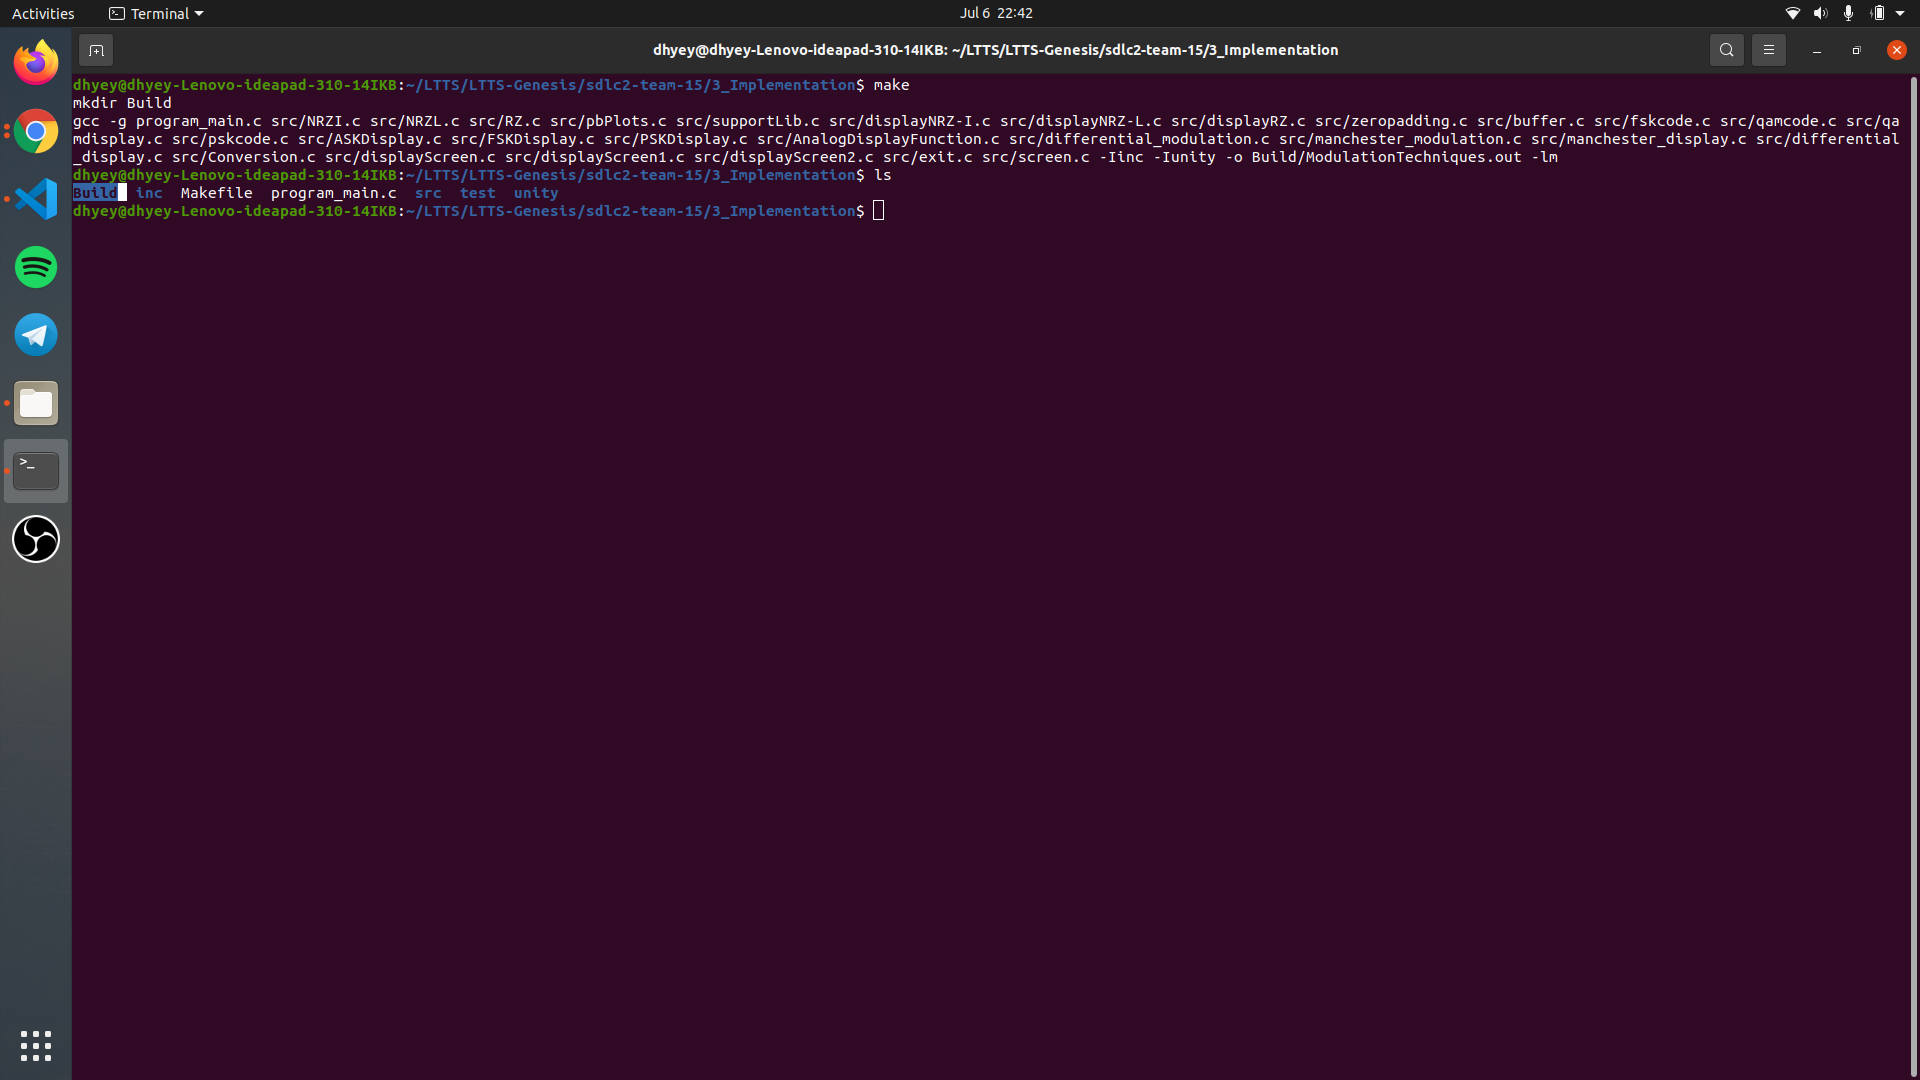 Activities Terminal Jul 6 22:42
dhyey@dhyey-Lenovo-ideapad-310-14IKB: ~/LTTS/LTTS-Genesis/sdlc2-team-15/3_Implementation
dhyey@dhyey-Lenovo-ideapad-310-14IKB:~/LTTS/LTTS-Genesis/sdlc2-team-15/3_Implementation$ make
mkdir Build
gcc -g program_main.c src/NRZI.c src/NRZL.c src/RZ.c src/pbPlots.c src/supportLib.c src/displayNRZ-I.c src/displayNRZ-L.c src/displayRZ.c src/zeropadding.c src/buffer.c src/fskcode.c src/qamcode.c src/qa
mdisplay.c src/pskcode.c src/ASKDisplay.c src/FSKDisplay.c src/PSKDisplay.c src/AnalogDisplayFunction.c src/differential_modulation.c src/manchester_modulation.c src/manchester_display.c src/differential
_display.c src/Conversion.c src/displayScreen.c src/displayScreen1.c src/displayScreen2.c src/exit.c src/screen.c -Iinc -Iunity -o Build/ModulationTechniques.out -lm
dhyey@dhyey-Lenovo-ideapad-310-14IKB:~/LTTS/LTTS-Genesis/sdlc2-team-15/3_Implementation$ ls
Build inc Makefile program_main.c src test unity
dhyey@dhyey-Lenovo-ideapad-310-14IKB:~/LTTS/LTTS-Genesis/sdlc2-team-15/3_Implementation$